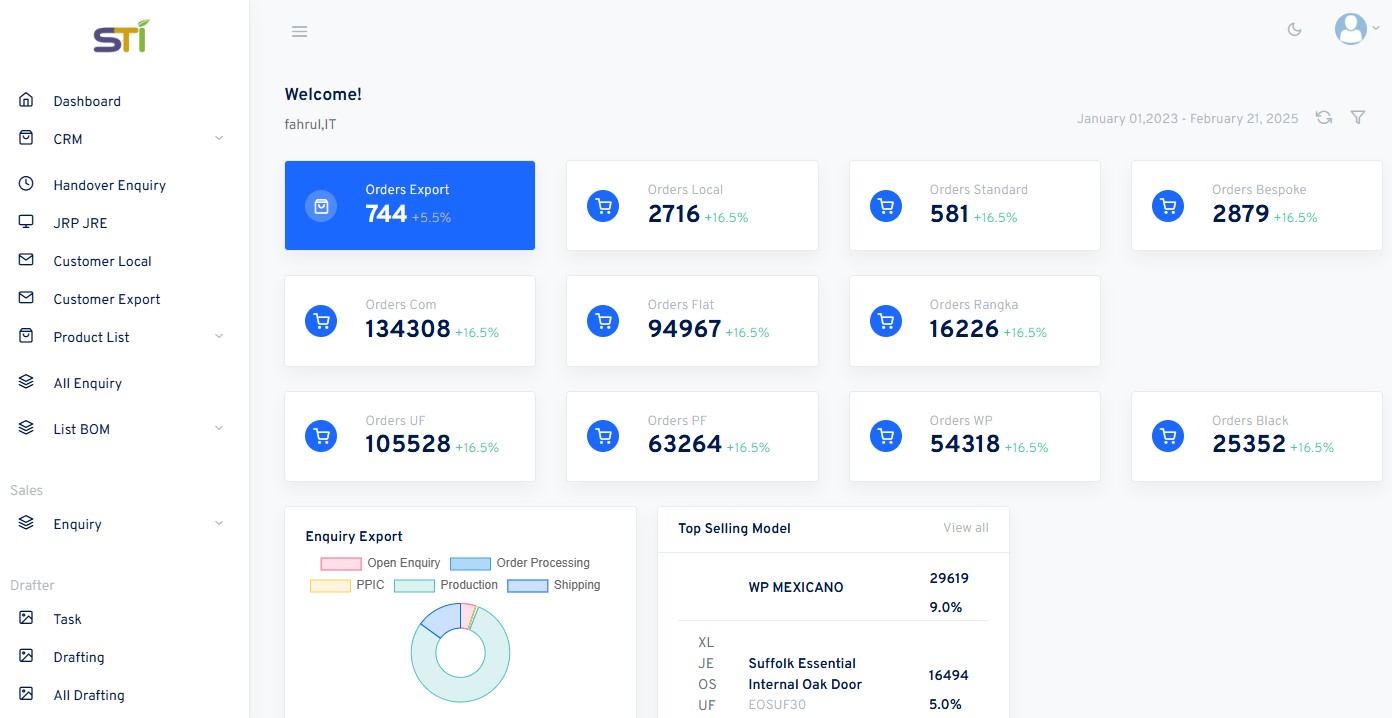 STI
Dashboard
CRM
Handover Enquiry
JRP JRE
Customer Local
Customer Export
Product List
All Enquiry
List BOM
Sales
Enquiry
Drafter
Task
Drafting
All Drafting
Welcome!
fahrul,IT
January 01,2023 - February 21, 2025
Orders Export
744 +5.5%
Orders Local
2716 +16.5%
Orders Standard
581 +16.5%
Orders Bespoke
2879 +16.5%
Orders Com
134308 +16.5%
Orders Flat
94967 +16.5%
Orders Rangka
16226 +16.5%
Orders UF
105528 +16.5%
Orders PF
63264 +16.5%
Orders WP
54318 +16.5%
Orders Black
25352 +16.5%
Enquiry Export
Open Enquiry Order Processing
PPIC Production Shipping
Top Selling Model View all
WP MEXICANO
29619
9.0%
XL
JE
OS
UF
Suffolk Essential
Internal Oak Door
EOSUF30
16494
5.0%